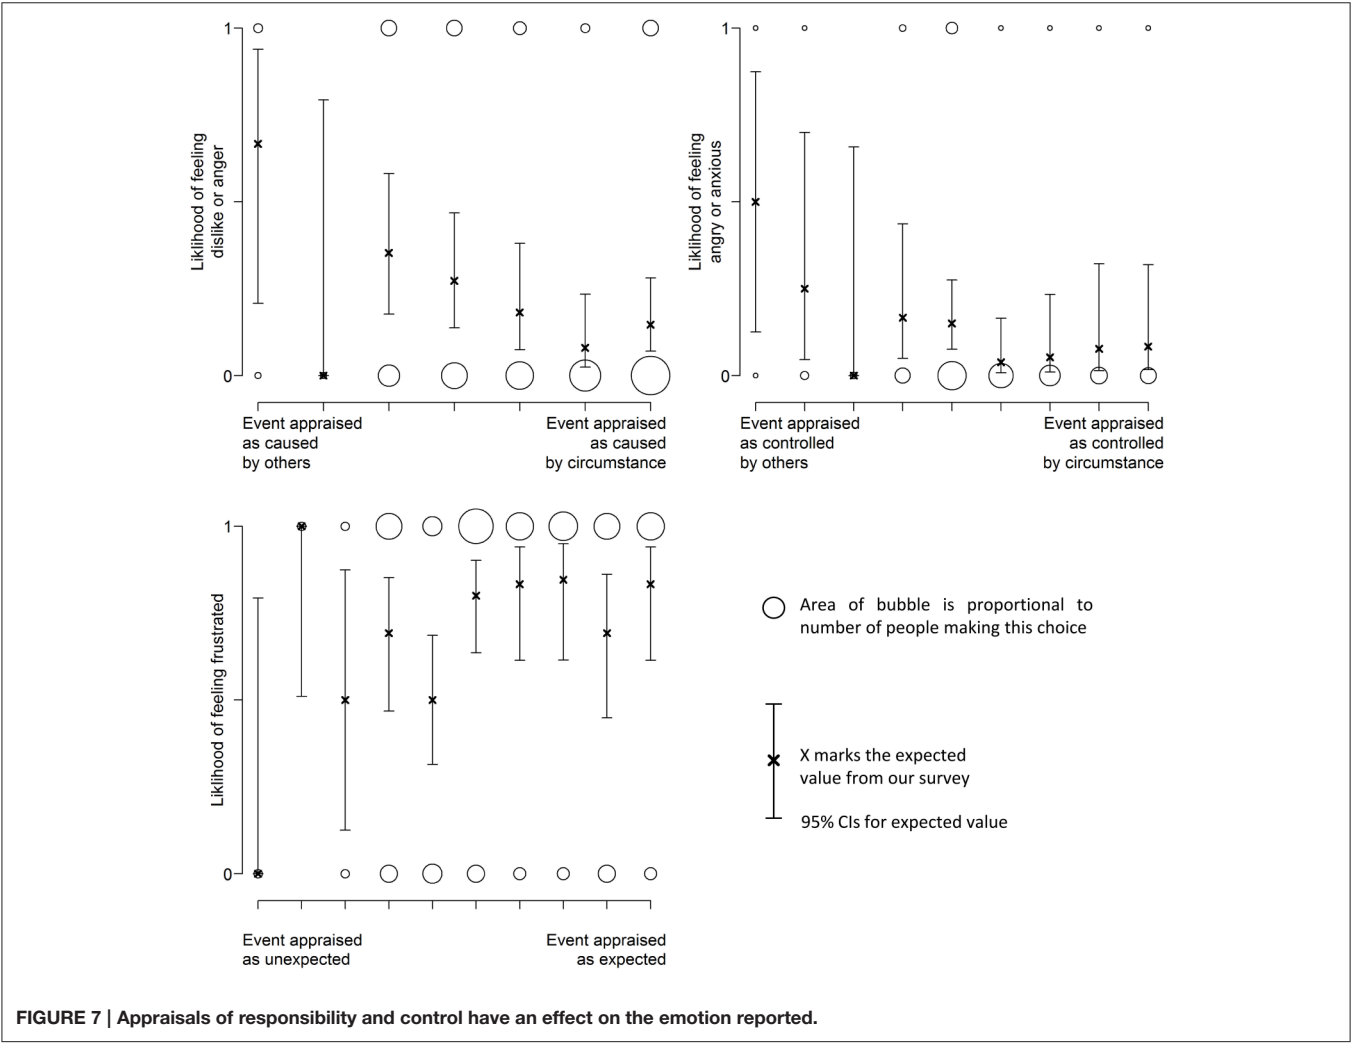 1
0
Liklihood of feeling
dislike or anger
Event appraised
as caused
by others
Event appraised
as caused
by circumstance
1
0
Liklihood of feeling
angry or anxious
Event appraised
as controlled
by others
Event appraised
as controlled
by circumstance
1
0
Liklihood of feeling frustrated
Event appraised
as unexpected
Event appraised
as expected
Area of bubble is proportional to
number of people making this choice
X marks the expected
value from our survey
95% CIs for expected value
FIGURE 7 | Appraisals of responsibility and control have an effect on the emotion reported.